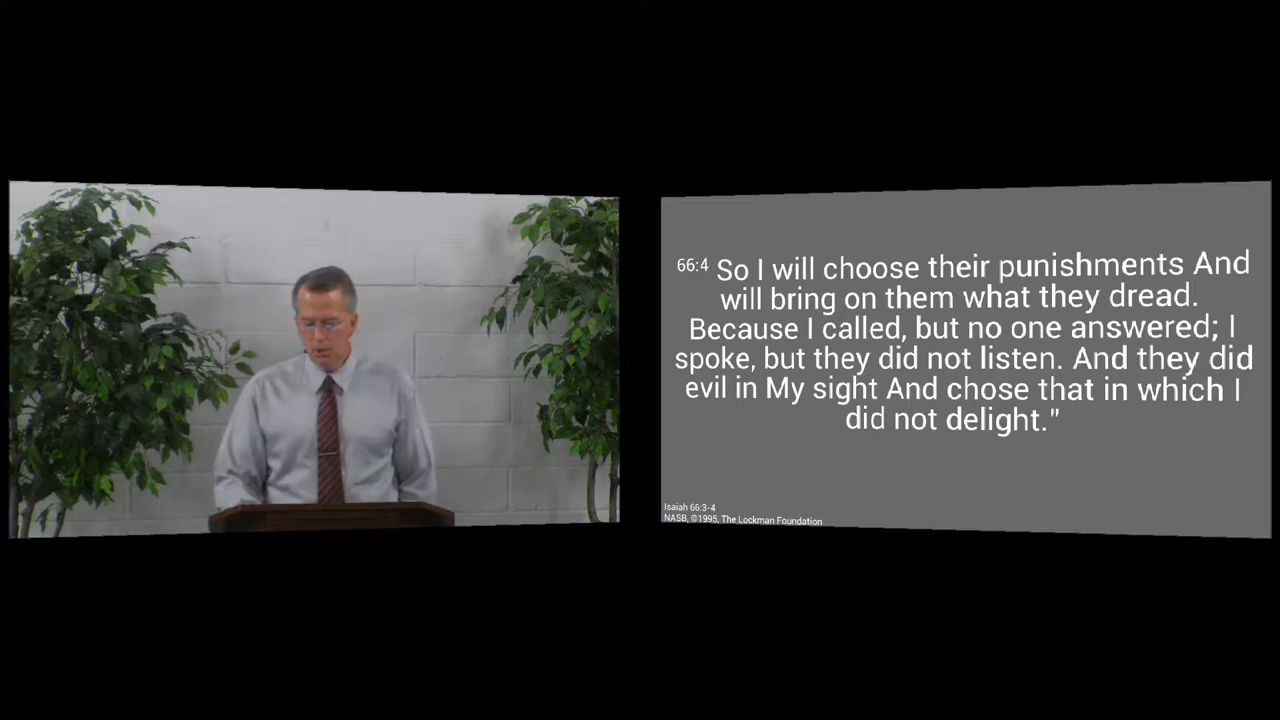 66:4 So I will choose their punishments And
will bring on them what they dread.
Because I called, but no one answered; I
spoke, but they did not listen. And they did
evil in My sight And chose that in which I
did not delight."
Isaiah 66:3-4
NASB, ©1995, The Lockman Foundation